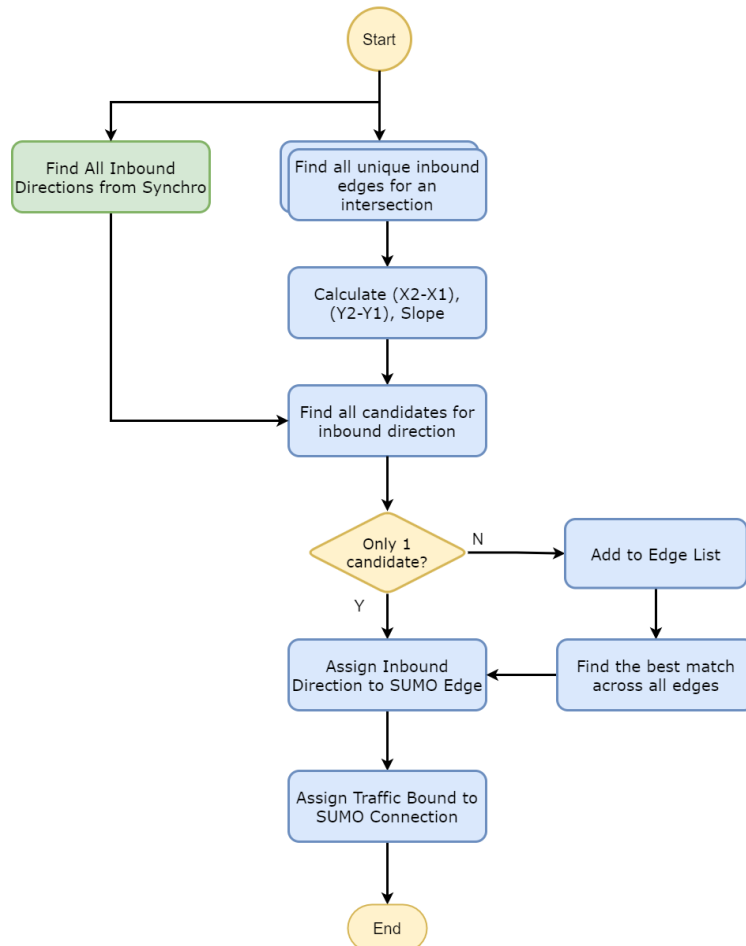 Start
Find All Inbound
Directions from Synchro
Find all unique inbound
edges for an
intersection
Calculate (X2-X1),
(Y2-Y1), Slope
Find all candidates for
inbound direction
Only 1
candidate?
N
Add to Edge List
Y
Assign Inbound
Direction to SUMO Edge
Find the best match
across all edges
Assign Traffic Bound to
SUMO Connection
End